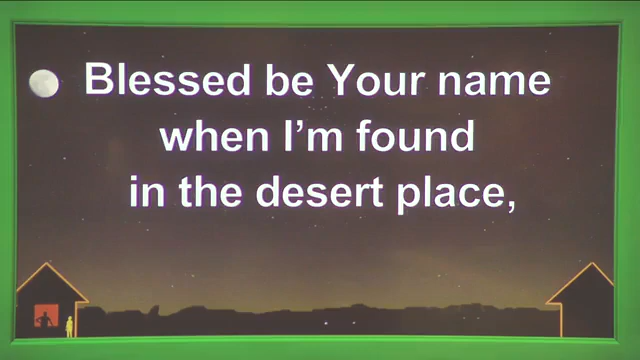 Blessed be Your name
when I’m found
in the desert place,